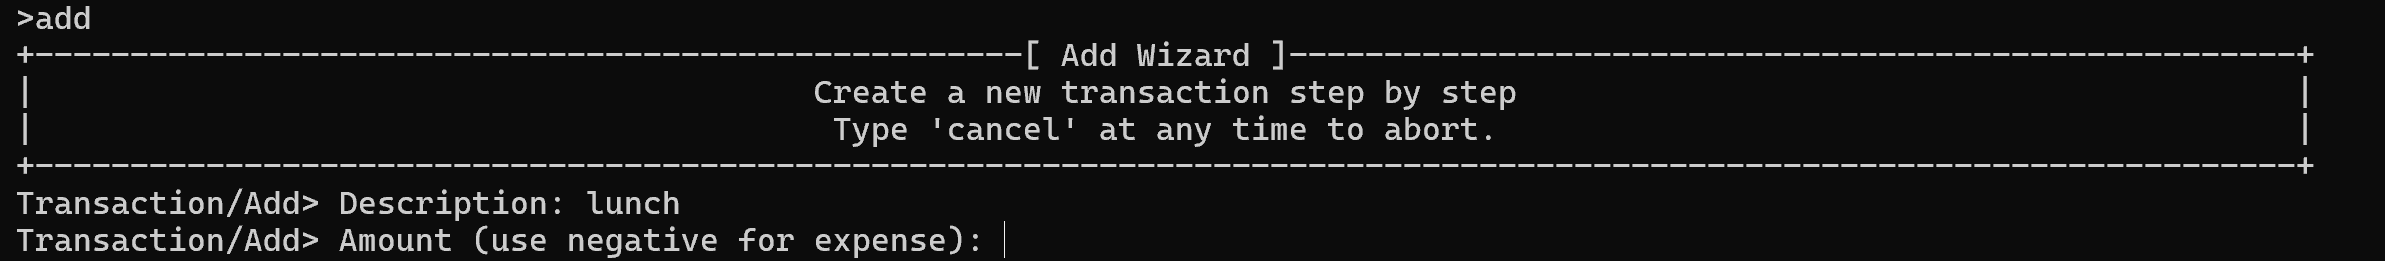 >add
+----------------------------------------------------[ Add Wizard ]-----------------------------------------------------+
| Create a new transaction step by step |
| Type 'cancel' at any time to abort. |
+------------------------------------------------------------------------------------------------------------------------+
Transaction/Add> Description: lunch
Transaction/Add> Amount (use negative for expense):